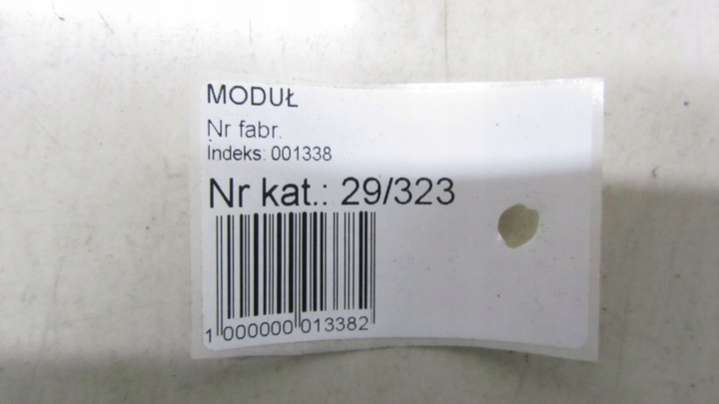 MODUŁ
Nr fabr.
Indeks: 001338
Nr kat.: 29/323
1 000000 013382